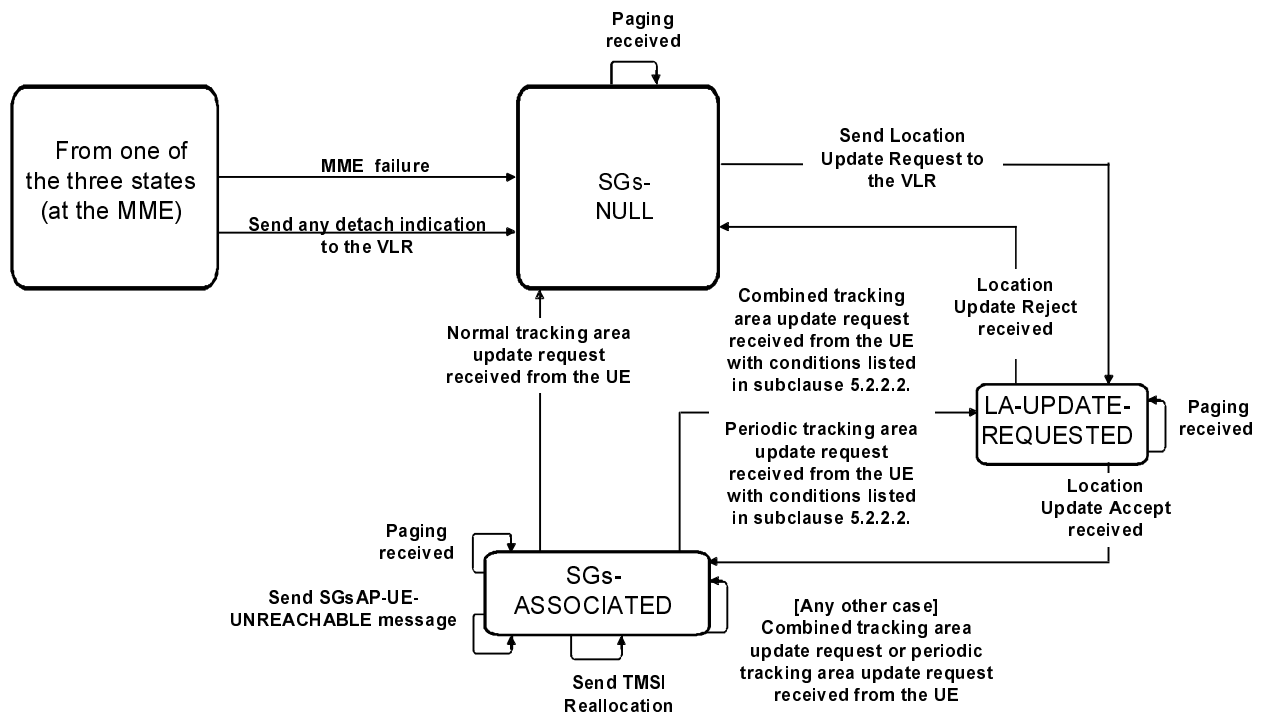 Paging
received
From one of
the three states
(at the MME)
MME failure
Send any detach indication
to the VLR
SGs-
NULL
Send Location
Update Request to
the VLR
Location
Update Reject
received
Combined tracking
area update request
received from the UE
with conditions listed
in subclause 5.2.2.2.
Normal tracking area
update request
received from the UE
LA-UPDATE-
REQUESTED
Paging
received
Periodic tracking area
update request
received from the UE
with conditions listed
in subclause 5.2.2.2.
Location
Update Accept
received
Paging
received
SGs-
ASSOCIATED
Send SGsAP-UE-
UNREACHABLE message
[Any other case]
Combined tracking area
update request or periodic
tracking area update request
received from the UE
Send TMSI
Reallocation